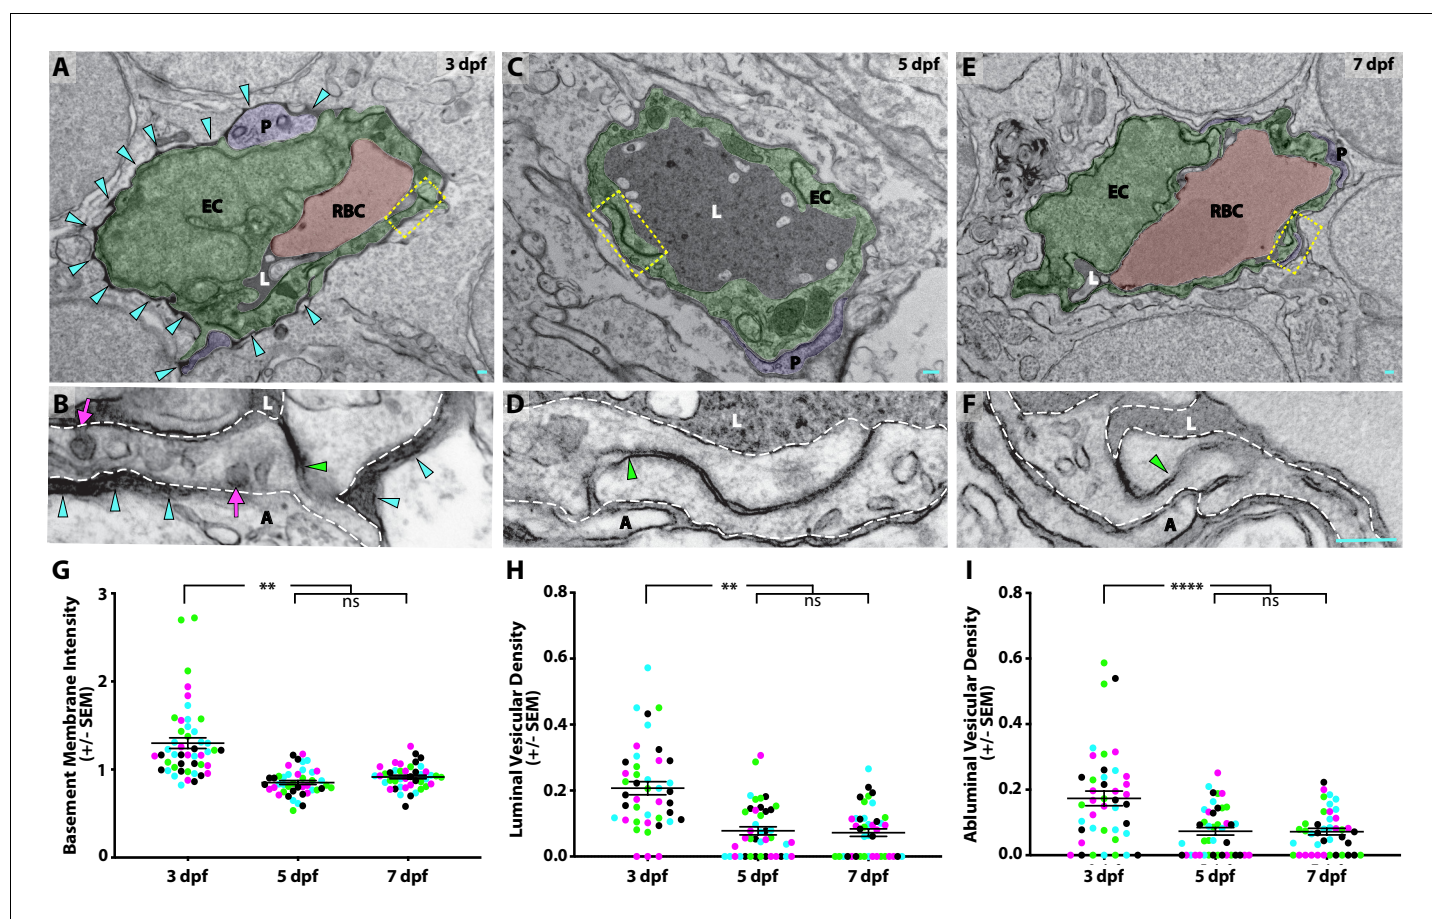 A
3 dpf
P
EC
RBC
L
C
5 dpf
EC
L
P
E
7 dpf
P
EC
RBC
L
B
L
A
D
L
A
F
L
A
G
Basement Membrane Intensity
(+/- SEM)
3
2
1
0
**
ns
3 dpf
5 dpf
7 dpf
H
Luminal Vesicular Density
(+/- SEM)
0.8
0.6
0.4
0.2
0.0
**
ns
3 dpf
5 dpf
7 dpf
I
Abluminal Vesicular Density
(+/- SEM)
0.8
0.6
0.4
0.2
0.0
****
ns
3 dpf
5 dpf
7 dpf